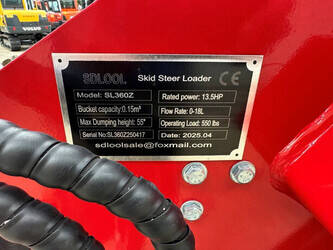 SDLOOL Skid Steer Loader CE
Model: SL360Z
Rated power: 13.5HP
Bucket capacity:0.15m³
Flow Rate: 0-18L
Max Dumping height: 55°
Operating Load: 550 lbs
Serial No:SL360Z250417
Date: 2025.04
sdloolsale@foxmail.com